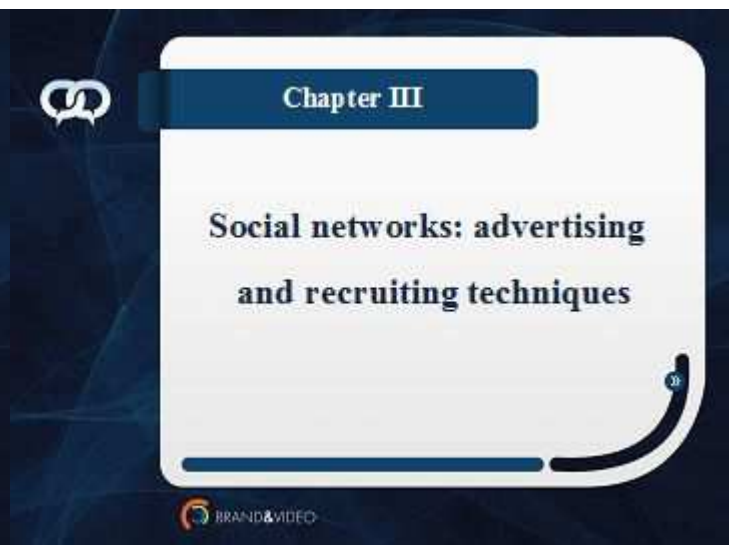 Chapter III
Social networks: advertising
and recruiting techniques
BRAND&VIDEO